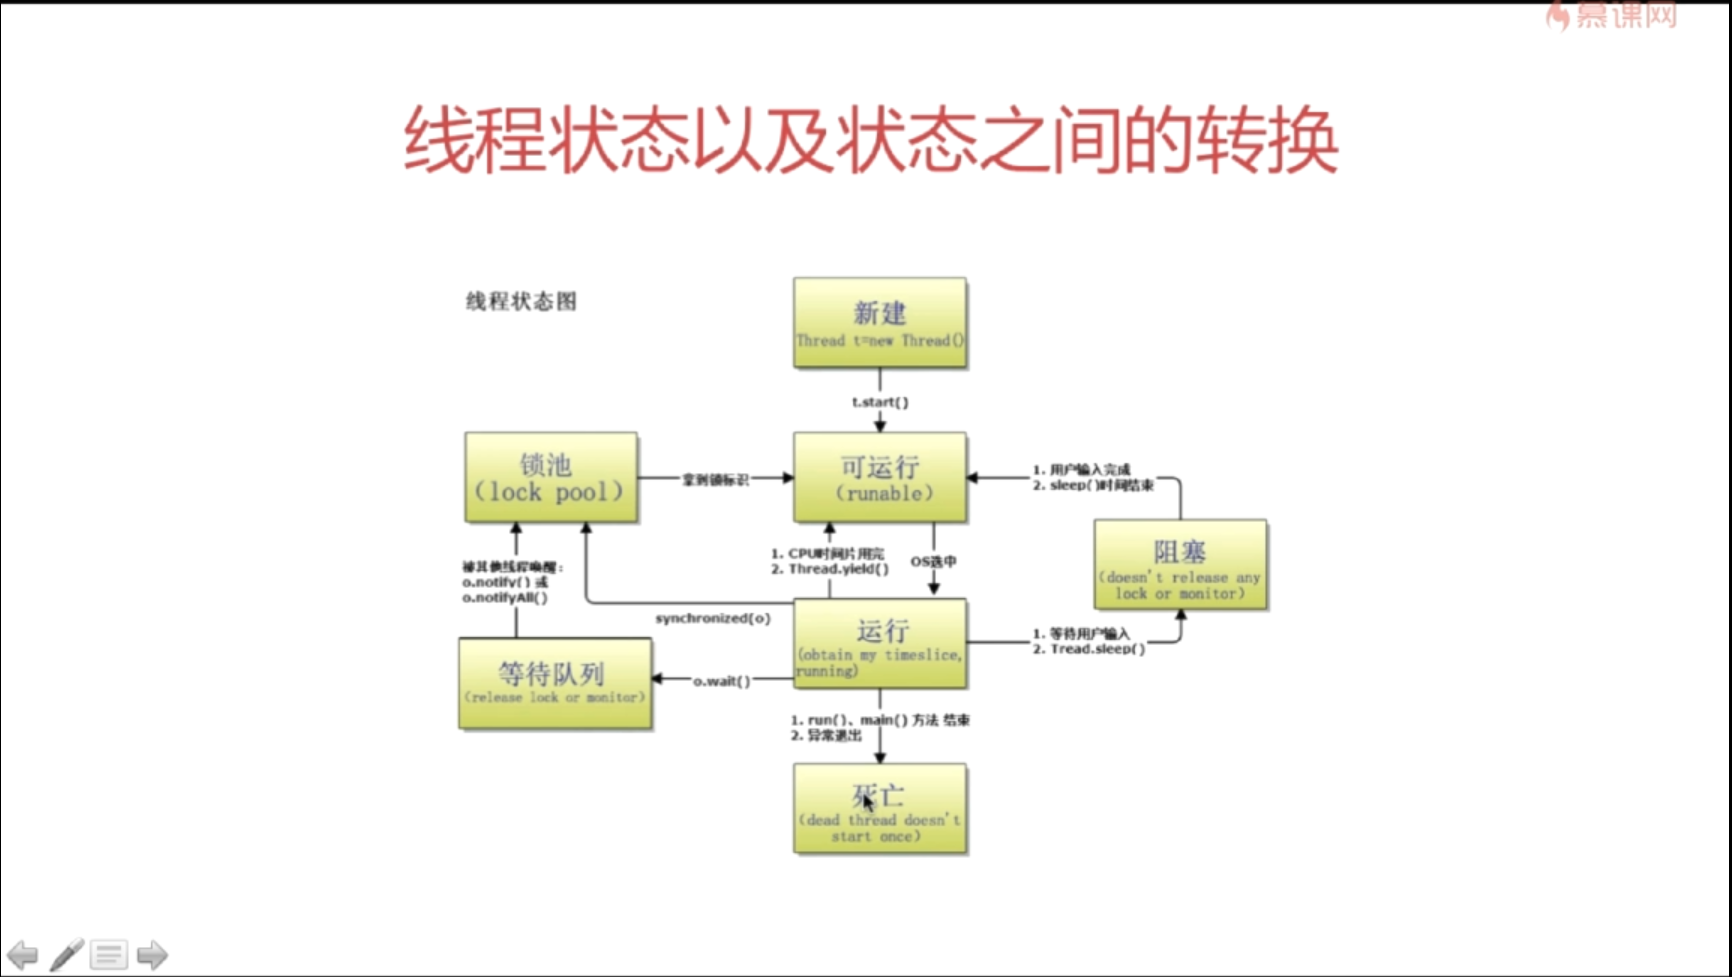 慕课网
线程状态以及状态之间的转换
线程状态图
新建
Thread t=new Thread()
t.start()
锁池
(lock pool)
拿到锁标识
可运行
(runable)
1. 用户输入完成
2. sleep()时间结束
阻塞
(doesn't release any
lock or monitor)
被其他线程唤醒:
o.notify() 或
o.notifyAll()
1. CPU时间片用完
2. Thread.yield()
OS选中
synchronized(o)
运行
(obtain my timeslice,
running)
1. 等待用户输入
2. Tread.sleep()
等待队列
(release lock or monitor)
o.wait()
1. run()、main() 方法 结束
2. 异常退出
死亡
(dead thread doesn't
start once)